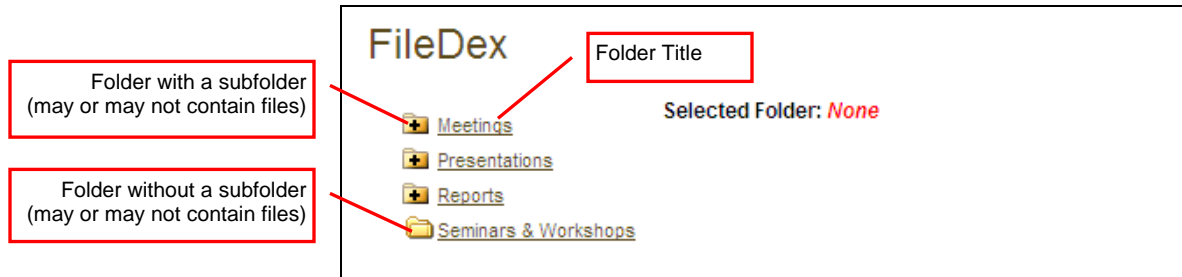 FileDex
Folder Title
Folder with a subfolder
(may or may not contain files)
Selected Folder: None
Meetings
Presentations
Reports
Folder without a subfolder
(may or may not contain files)
Seminars & Workshops